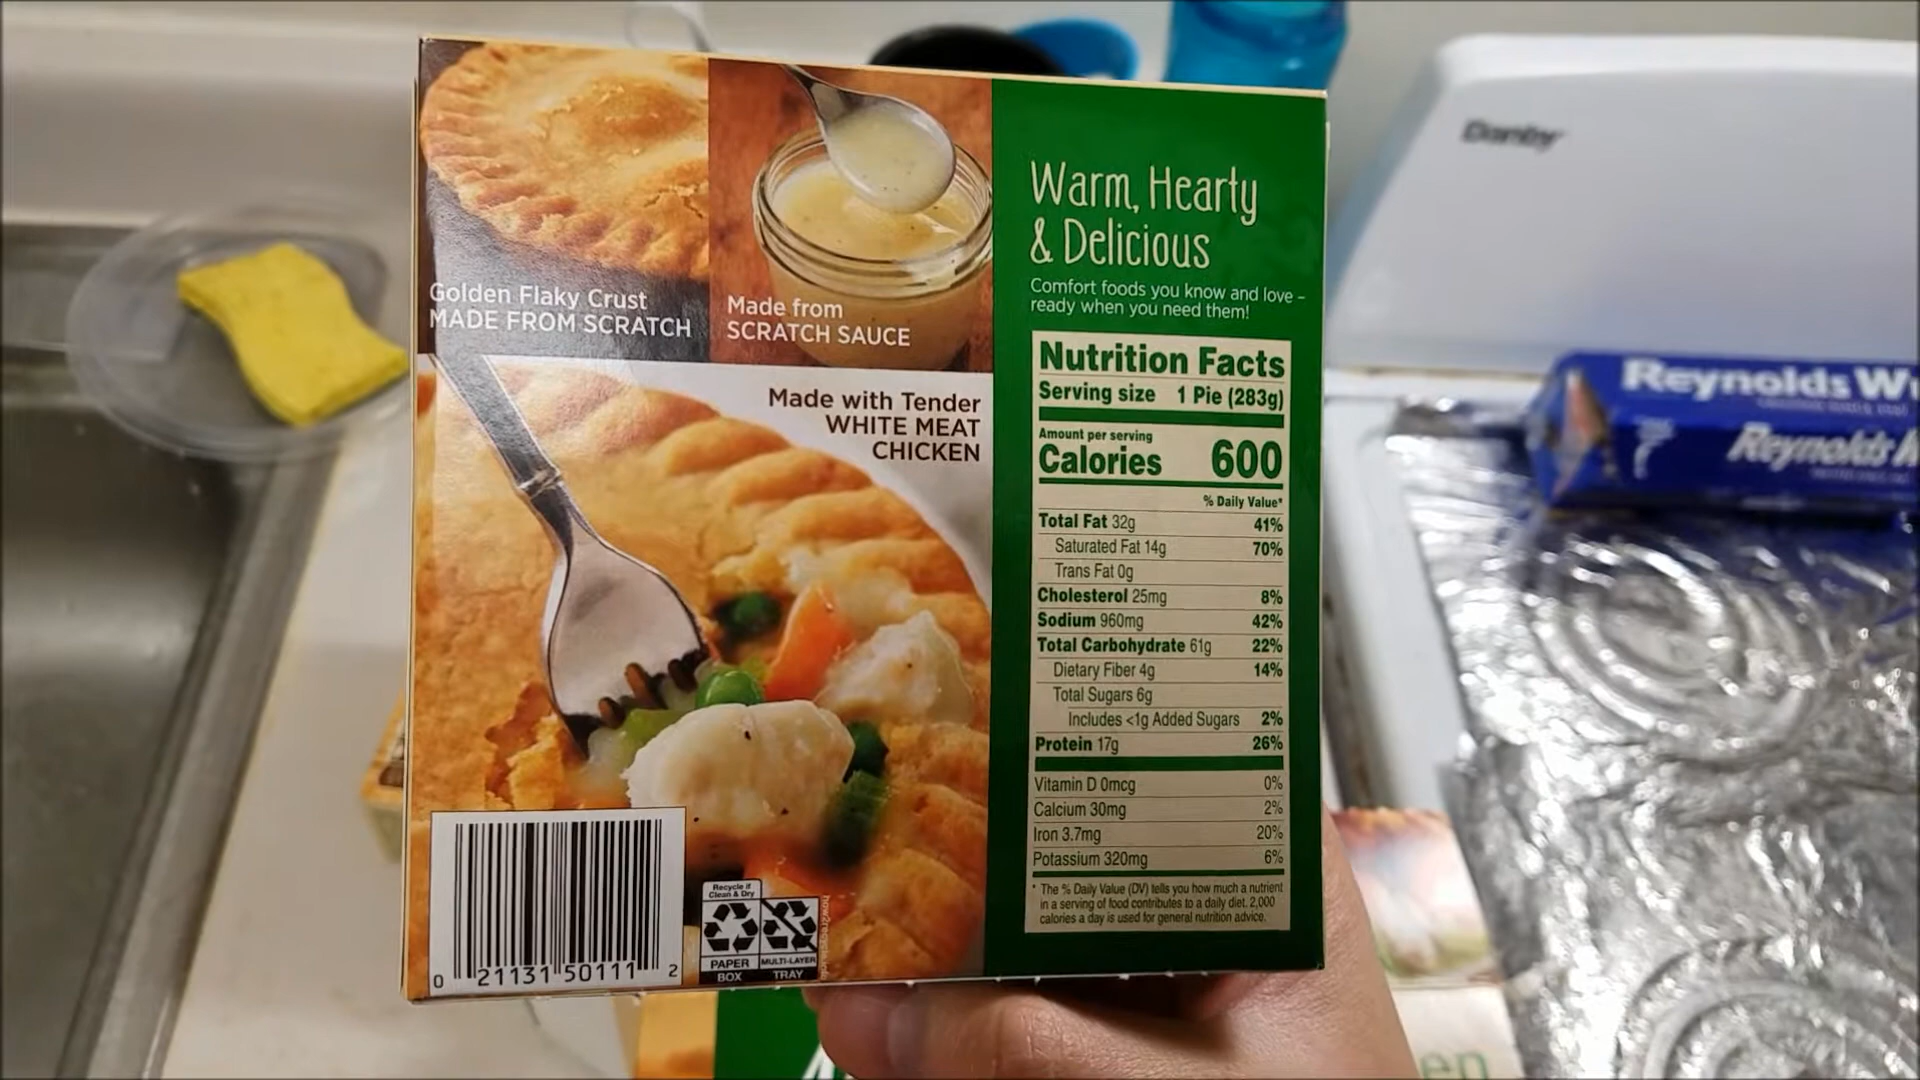 Golden Flaky Crust
MADE FROM SCRATCH
Made from
SCRATCH SAUCE
Made with Tender
WHITE MEAT
CHICKEN
Warm, Hearty
& Delicious
Comfort foods you know and love –
ready when you need them!
Nutrition Facts
Serving size 1 Pie (283g)
Amount per serving
Calories 600
% Daily Value*
Total Fat 32g 41%
Saturated Fat 14g 70%
Trans Fat 0g
Cholesterol 25mg 8%
Sodium 960mg 42%
Total Carbohydrate 61g 22%
Dietary Fiber 4g 14%
Total Sugars 6g
Includes <1g Added Sugars 2%
Protein 17g 26%
Vitamin D 0mcg 0%
Calcium 30mg 2%
Iron 3.7mg 20%
Potassium 320mg 6%
* The % Daily Value (DV) tells you how much a nutrient
in a serving of food contributes to a daily diet. 2,000
calories a day is used for general nutrition advice.
0 21131 50111 2
Recycle if
Clean & Dry
PAPER
BOX
MULTI-LAYER
TRAY
Danby
Reynolds
Reynolds